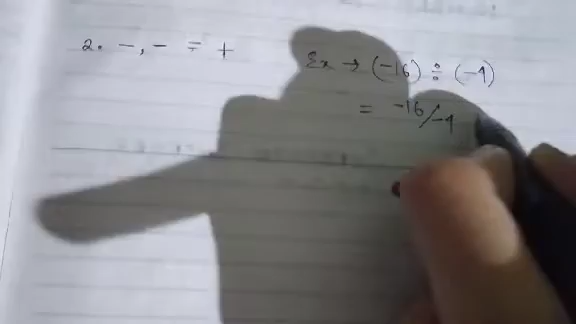 2. -, - = +
Ex → (-16) ÷ (-4)
= -16/-4